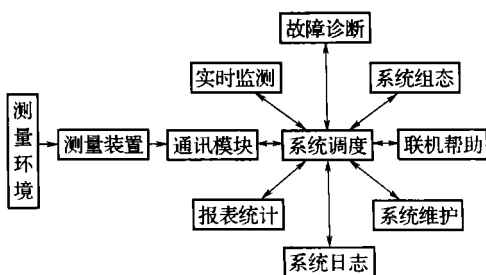 故障诊断
实时监测
系统组态
测量环境
测量装置
通讯模块
系统调度
联机帮助
报表统计
系统维护
系统日志